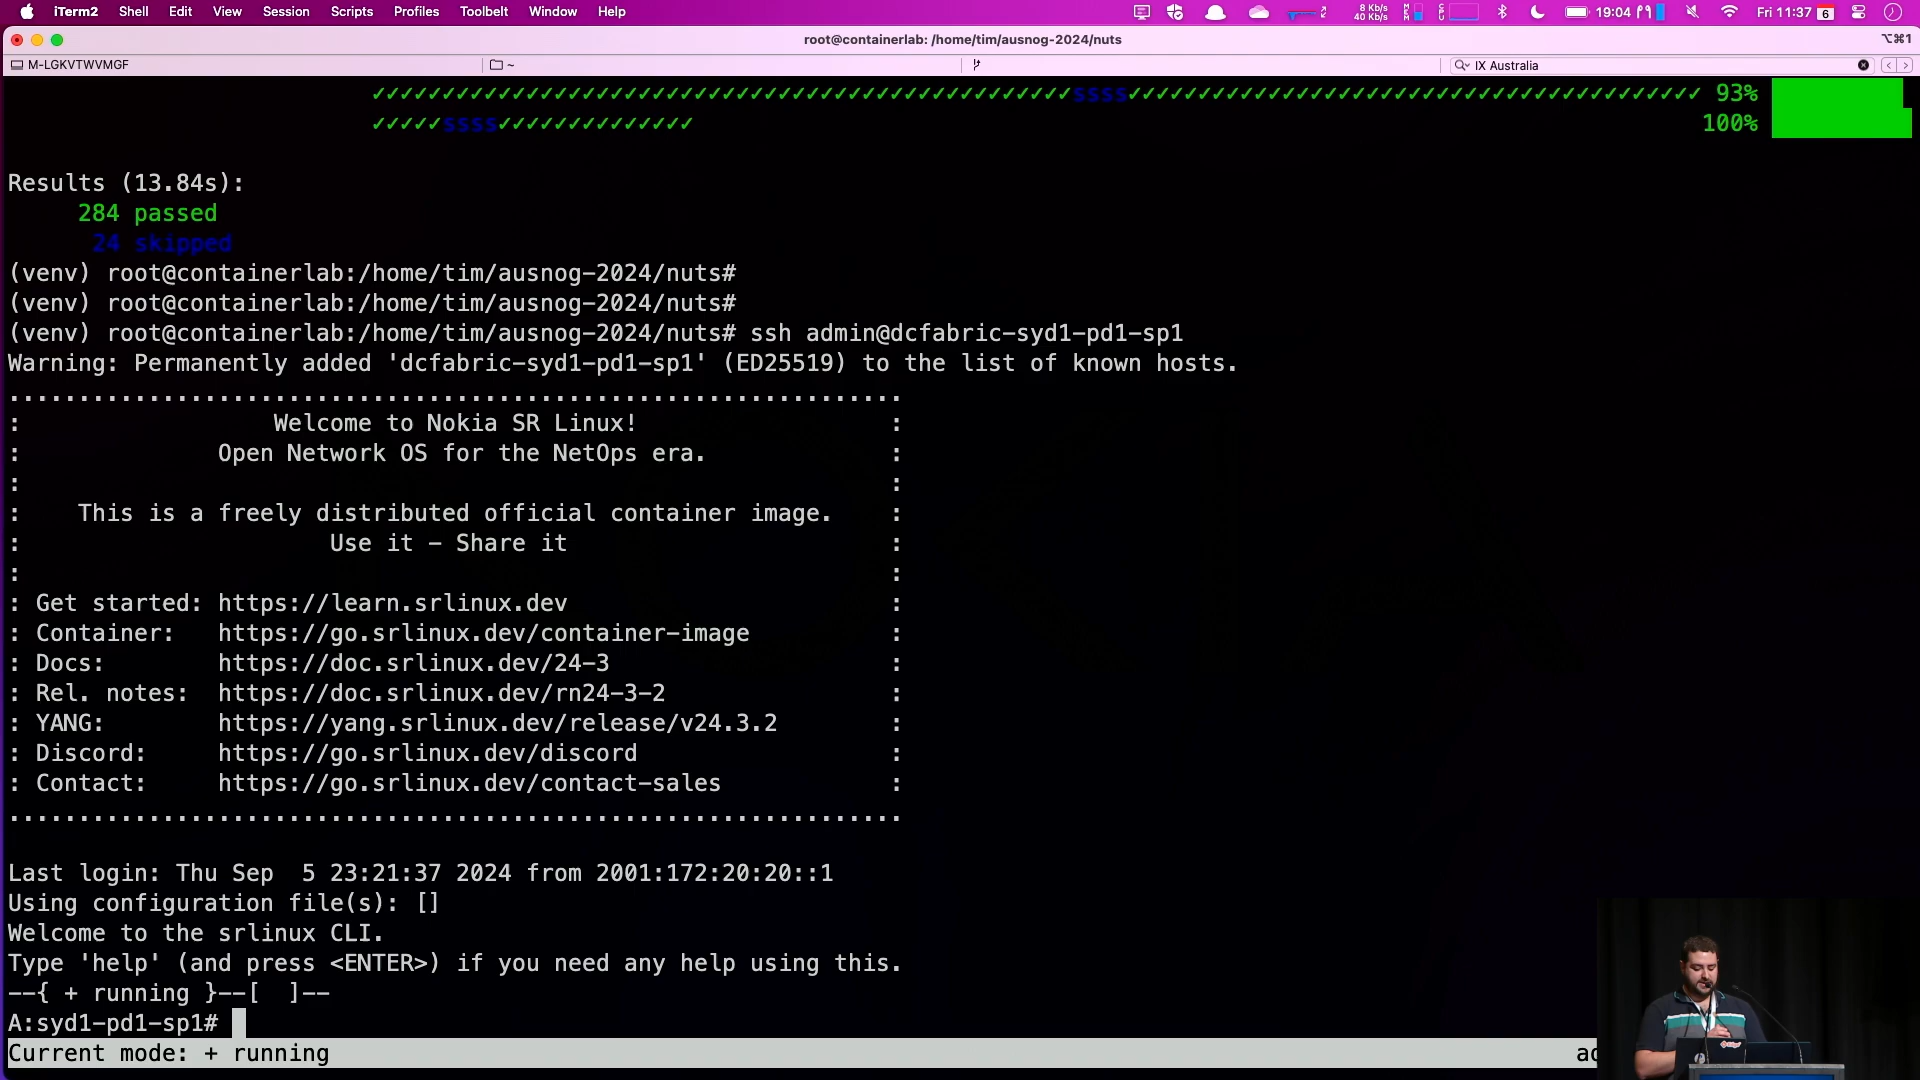 iTerm2 Shell Edit View Session Scripts Profiles Toolbelt Window Help 8 Kb/s 40 Kb/s 19:04 Fri 11:37 6
root@containerlab: /home/tim/ausnog-2024/nuts ⌥⌘1
M-LGKVTWVMGF ~ IX Australia
✓✓✓✓✓✓✓✓✓✓✓✓✓✓✓✓✓✓✓✓✓✓✓✓✓✓✓✓✓✓✓✓✓✓✓✓✓✓✓✓✓✓✓✓✓✓✓✓✓✓ssss✓✓✓✓✓✓✓✓✓✓✓✓✓✓✓✓✓✓✓✓✓✓✓✓✓✓✓✓✓✓✓✓✓✓✓✓✓✓✓✓✓ 93%
✓✓✓✓✓ssss✓✓✓✓✓✓✓✓✓✓✓✓✓✓ 100%
Results (13.84s):
284 passed
24 skipped
(venv) root@containerlab:/home/tim/ausnog-2024/nuts#
(venv) root@containerlab:/home/tim/ausnog-2024/nuts#
(venv) root@containerlab:/home/tim/ausnog-2024/nuts# ssh admin@dcfabric-syd1-pd1-sp1
Warning: Permanently added 'dcfabric-syd1-pd1-sp1' (ED25519) to the list of known hosts.
................................................................
: Welcome to Nokia SR Linux! :
: Open Network OS for the NetOps era. :
: :
: This is a freely distributed official container image. :
: Use it - Share it :
: :
: Get started: https://learn.srlinux.dev :
: Container: https://go.srlinux.dev/container-image :
: Docs: https://doc.srlinux.dev/24-3 :
: Rel. notes: https://doc.srlinux.dev/rn24-3-2 :
: YANG: https://yang.srlinux.dev/release/v24.3.2 :
: Discord: https://go.srlinux.dev/discord :
: Contact: https://go.srlinux.dev/contact-sales :
................................................................
Last login: Thu Sep  5 23:21:37 2024 from 2001:172:20:20::1
Using configuration file(s): []
Welcome to the srlinux CLI.
Type 'help' (and press <ENTER>) if you need any help using this.
--{ + running }--[  ]--
A:syd1-pd1-sp1#
Current mode: + running